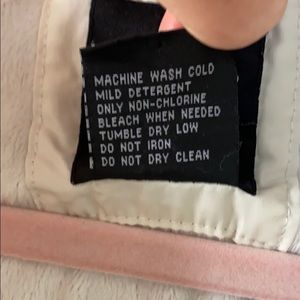 MACHINE WASH COLD
MILD DETERGENT
ONLY NON-CHLORINE
BLEACH WHEN NEEDED
TUMBLE DRY LOW
DO NOT IRON
DO NOT DRY CLEAN